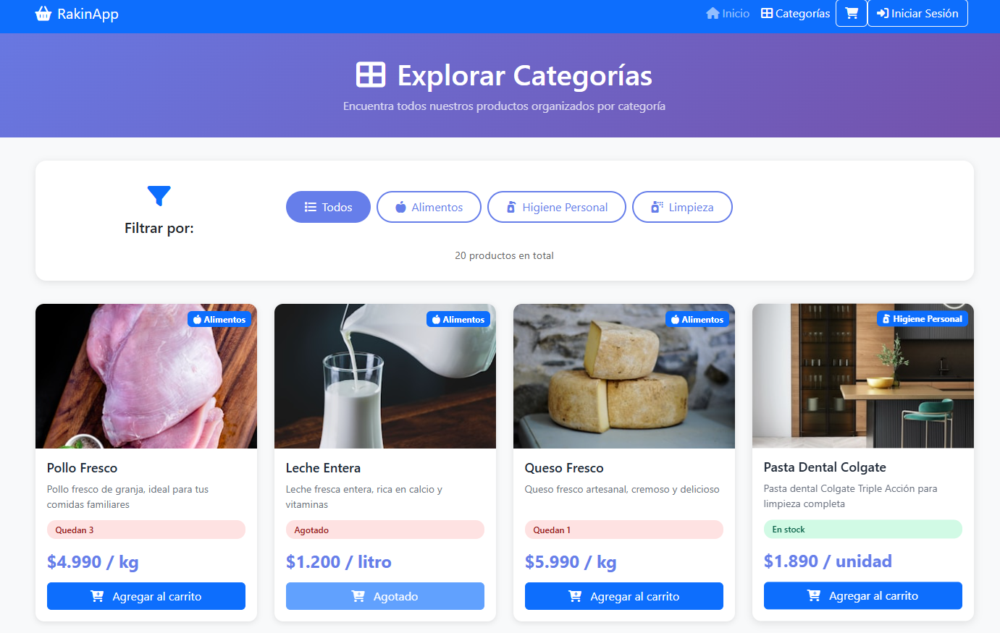 RakinApp
Inicio
Categorías
Iniciar Sesión
Explorar Categorías
Encuentra todos nuestros productos organizados por categoría
Filtrar por:
Todos
Alimentos
Higiene Personal
Limpieza
20 productos en total
Alimentos
Pollo Fresco
Pollo fresco de granja, ideal para tus
comidas familiares
Quedan 3
$4.990 / kg
Agregar al carrito
Alimentos
Leche Entera
Leche fresca entera, rica en calcio y
vitaminas
Agotado
$1.200 / litro
Agotado
Alimentos
Queso Fresco
Queso fresco artesanal, cremoso y delicioso
Quedan 1
$5.990 / kg
Agregar al carrito
Higiene Personal
Pasta Dental Colgate
Pasta dental Colgate Triple Acción para
limpieza completa
En stock
$1.890 / unidad
Agregar al carrito